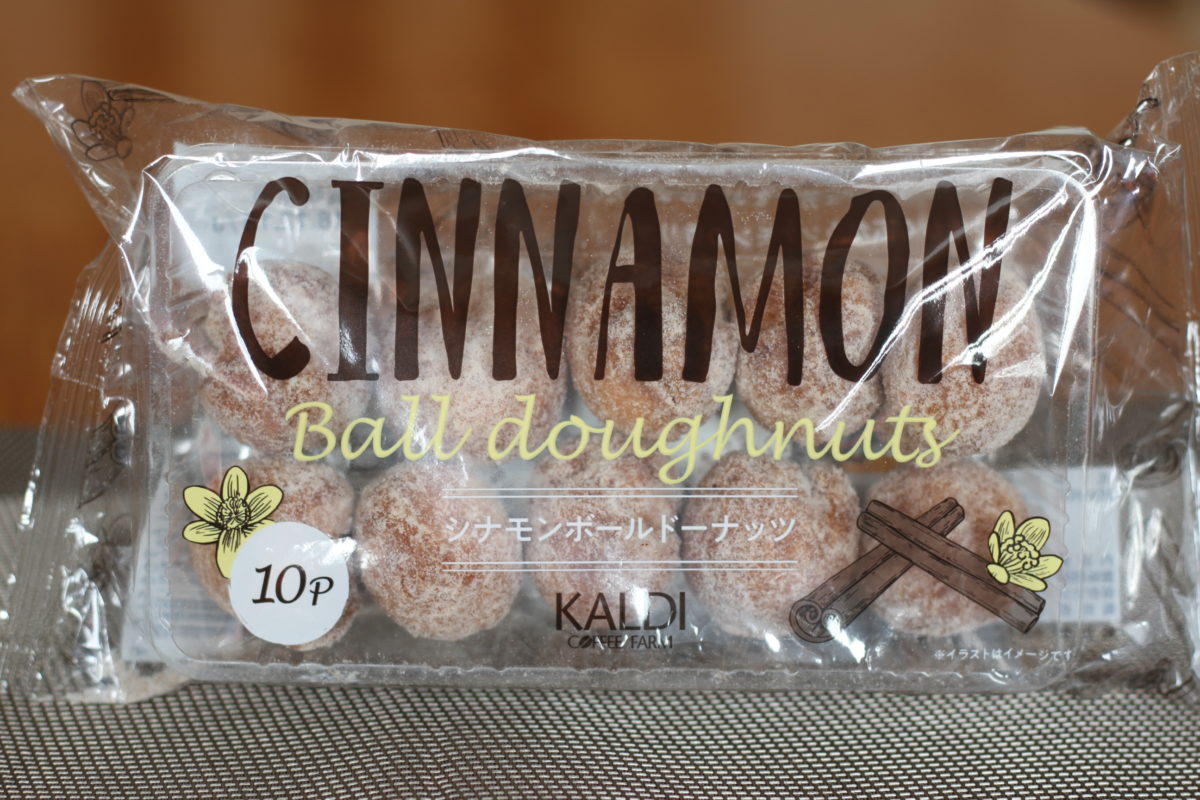 CINNAMON
Ball doughnuts
シナモンボールドーナッツ
10P
KALDI
COFFEE FARM
※イラストはイメージです